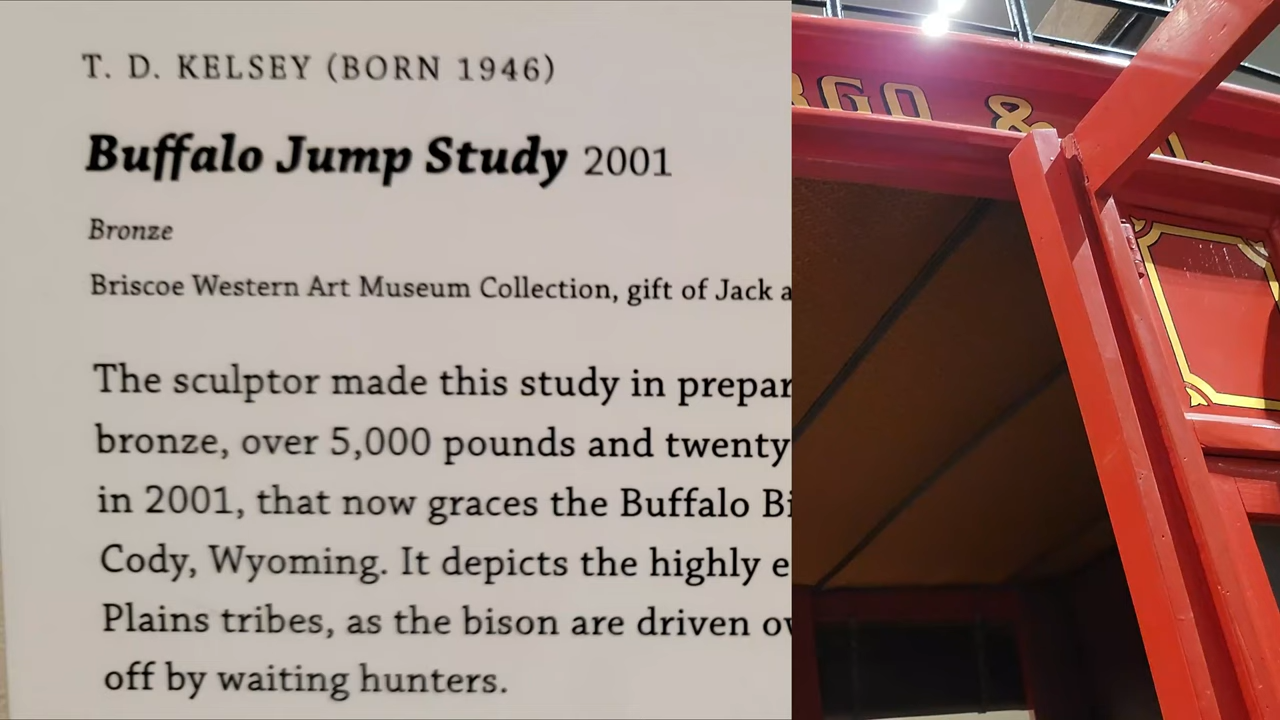 T. D. KELSEY (BORN 1946)
Buffalo Jump Study 2001
Bronze
Briscoe Western Art Museum Collection, gift of Jack a
The sculptor made this study in prepar
bronze, over 5,000 pounds and twenty
in 2001, that now graces the Buffalo Bi
Cody, Wyoming. It depicts the highly e
Plains tribes, as the bison are driven ov
off by waiting hunters.
RGO &